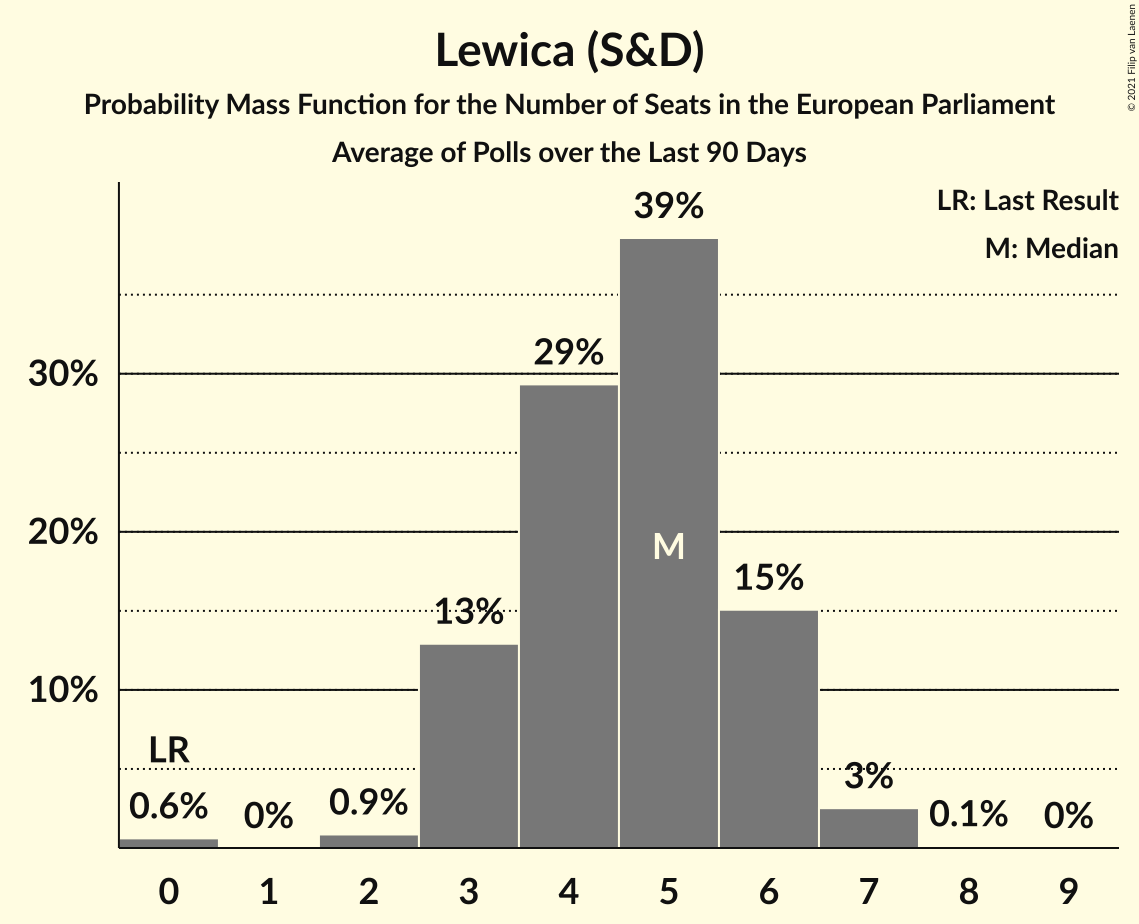 Lewica (S&D)
Probability Mass Function for the Number of Seats in the European Parliament
Average of Polls over the Last 90 Days
© 2021 Filip van Laenen
LR: Last Result
M: Median
39%
29%
30%
20%
M
15%
13%
10%
LR
3%
0.6%
0%
0.9%
0.1%
0%
0 1 2 3 4 5 6 7 8 9